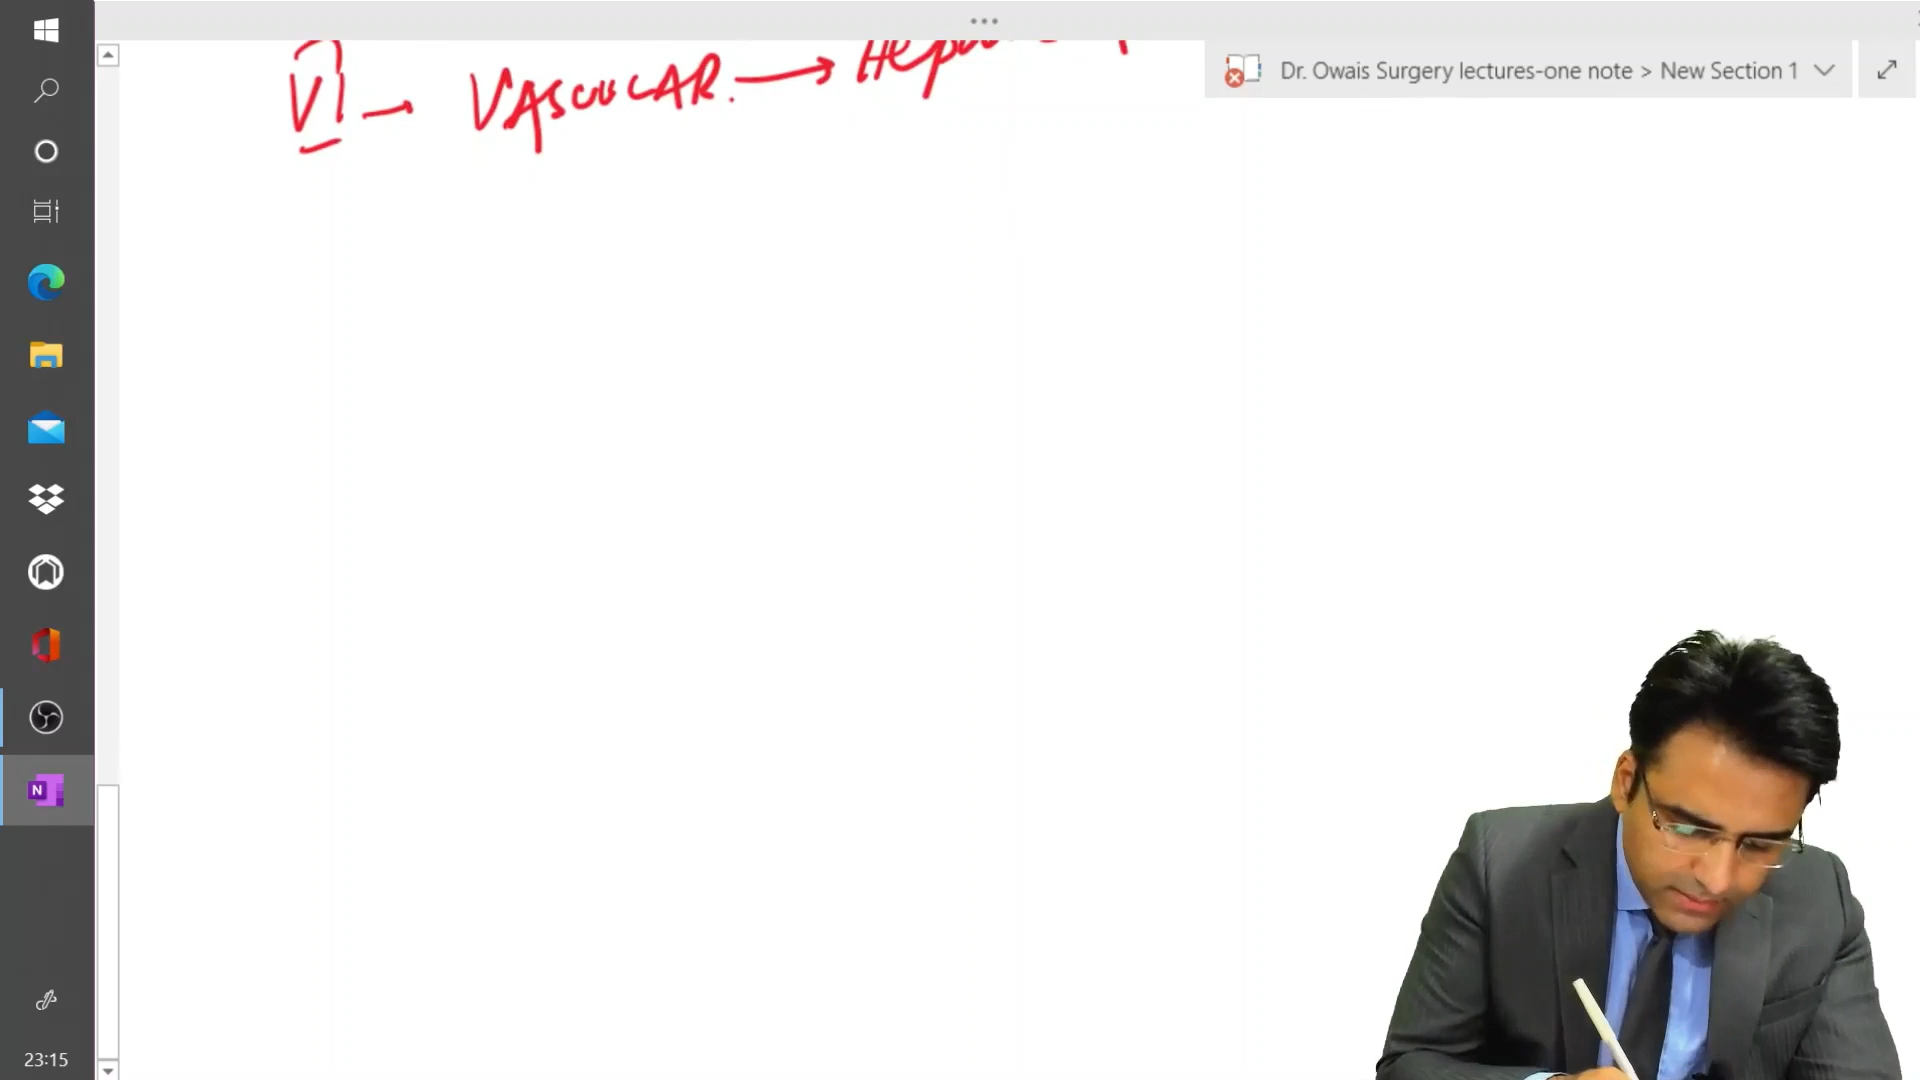 Dr. Owais Surgery lectures-one note > New Section 1
VI → VASCULAR. →
N
23:15